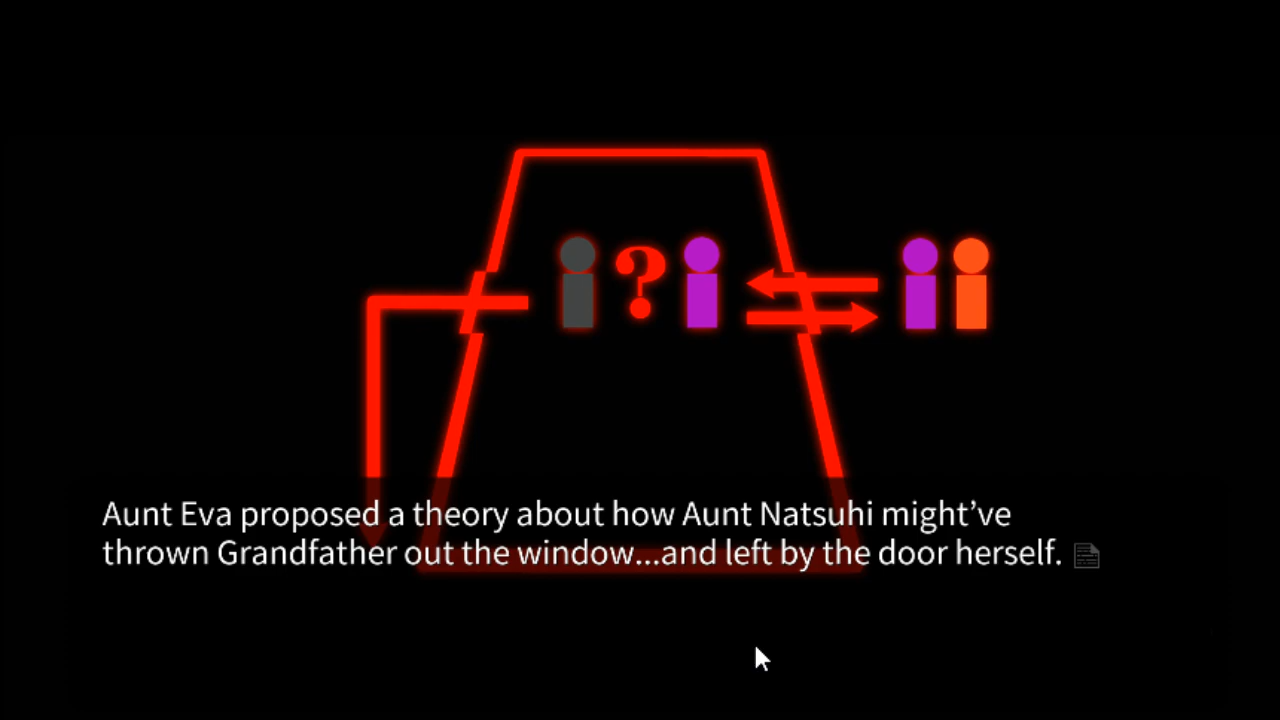 ?
Aunt Eva proposed a theory about how Aunt Natsuhi might’ve
thrown Grandfather out the window...and left by the door herself.